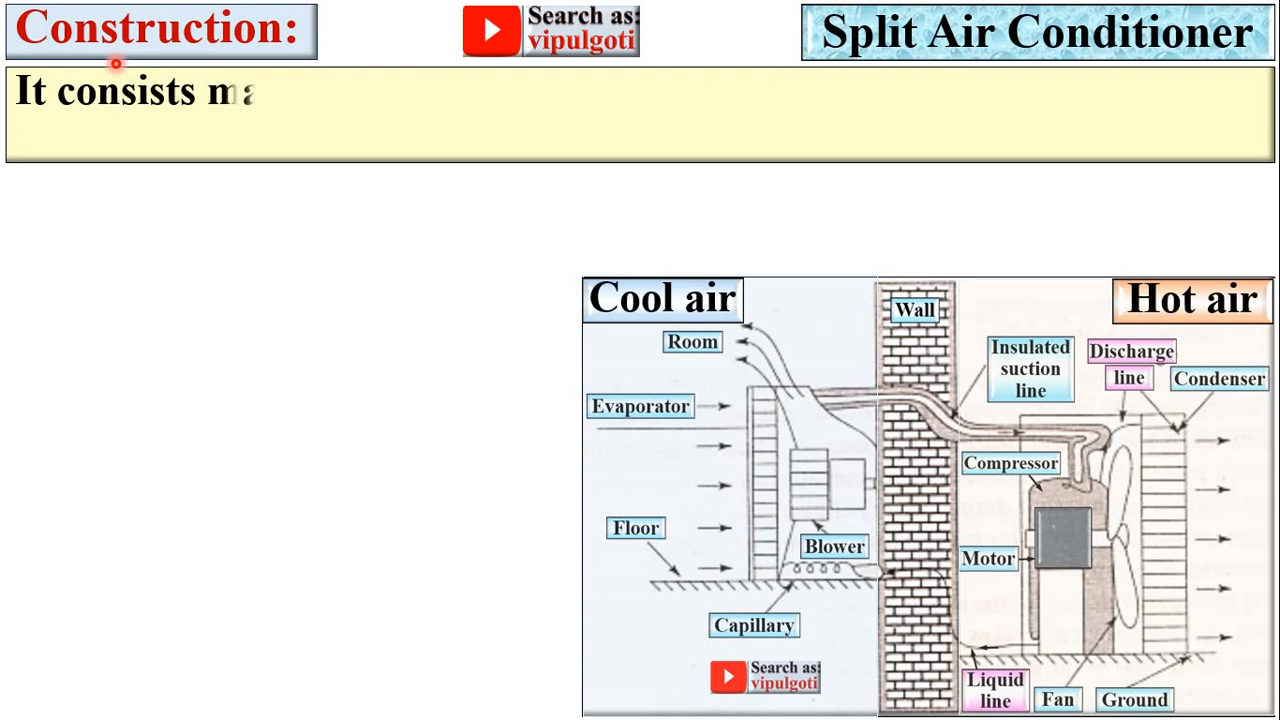 Construction:
Search as:
vipulgoti
Split Air Conditioner
It consists
Cool air
Hot air
Wall
Room
Insulated
suction
line
Discharge
line
Condenser
Evaporator
Compressor
Floor
Blower
Motor
Capillary
Search as:
vipulgoti
Liquid
line
Fan
Ground